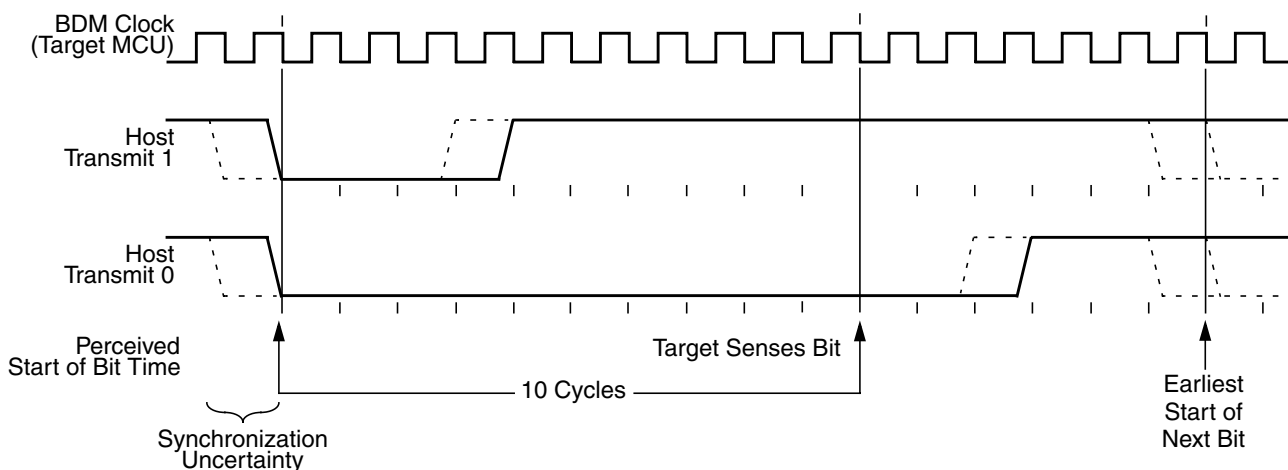 BDM Clock
(Target MCU)
Host
Transmit 1
Host
Transmit 0
Perceived
Start of Bit Time
Target Senses Bit
10 Cycles
Synchronization
Uncertainty
Earliest
Start of
Next Bit